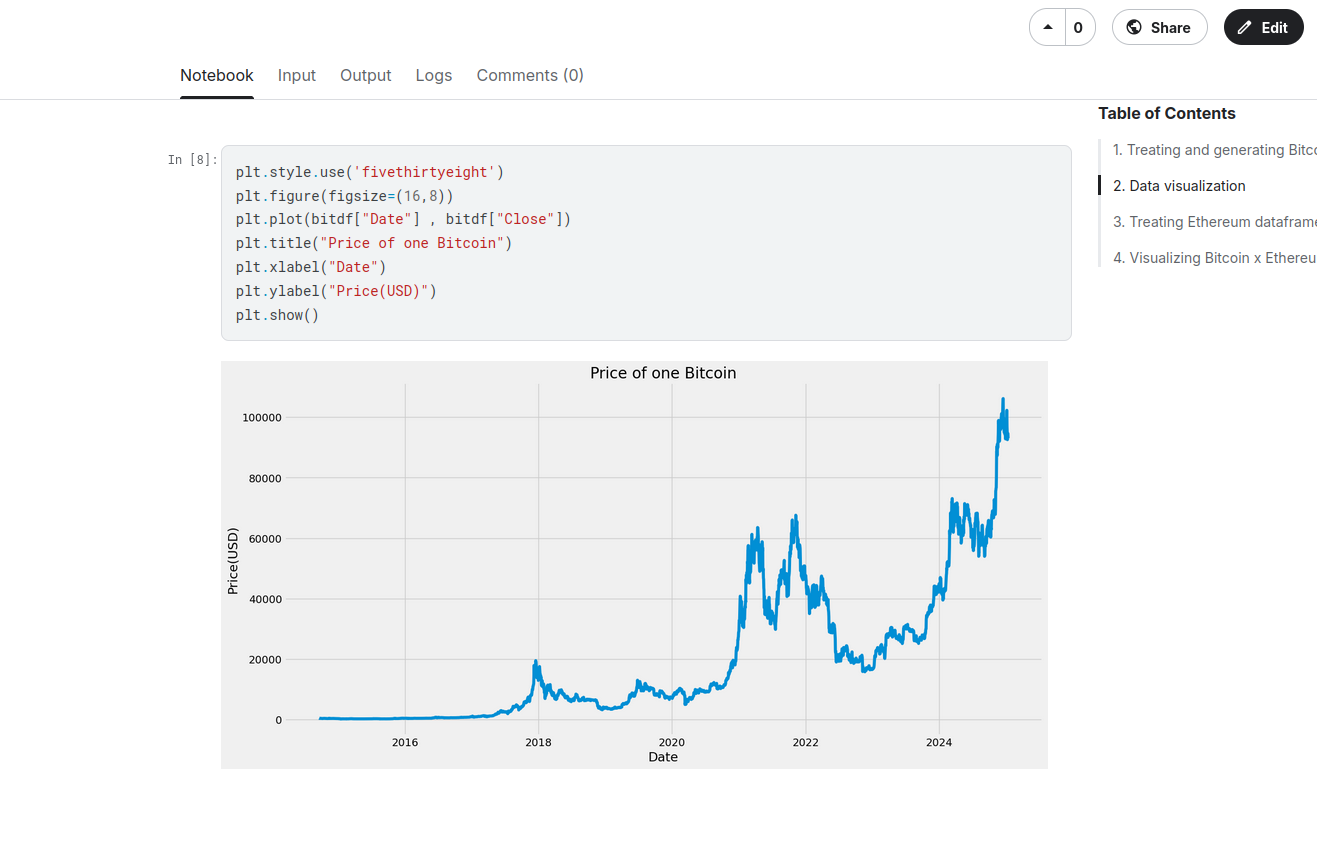 0
Share
Edit
Notebook Input Output Logs Comments (0)
Table of Contents
1. Treating and generating Bitc
2. Data visualization
3. Treating Ethereum datafram
4. Visualizing Bitcoin x Ethereu
In [8]:
plt.style.use('fivethirtyeight')
plt.figure(figsize=(16,8))
plt.plot(bitdf["Date"] , bitdf["Close"])
plt.title("Price of one Bitcoin")
plt.xlabel("Date")
plt.ylabel("Price(USD)")
plt.show()
Price of one Bitcoin
Price(USD)
100000
80000
60000
40000
20000
0
2016 2018 2020 2022 2024
Date